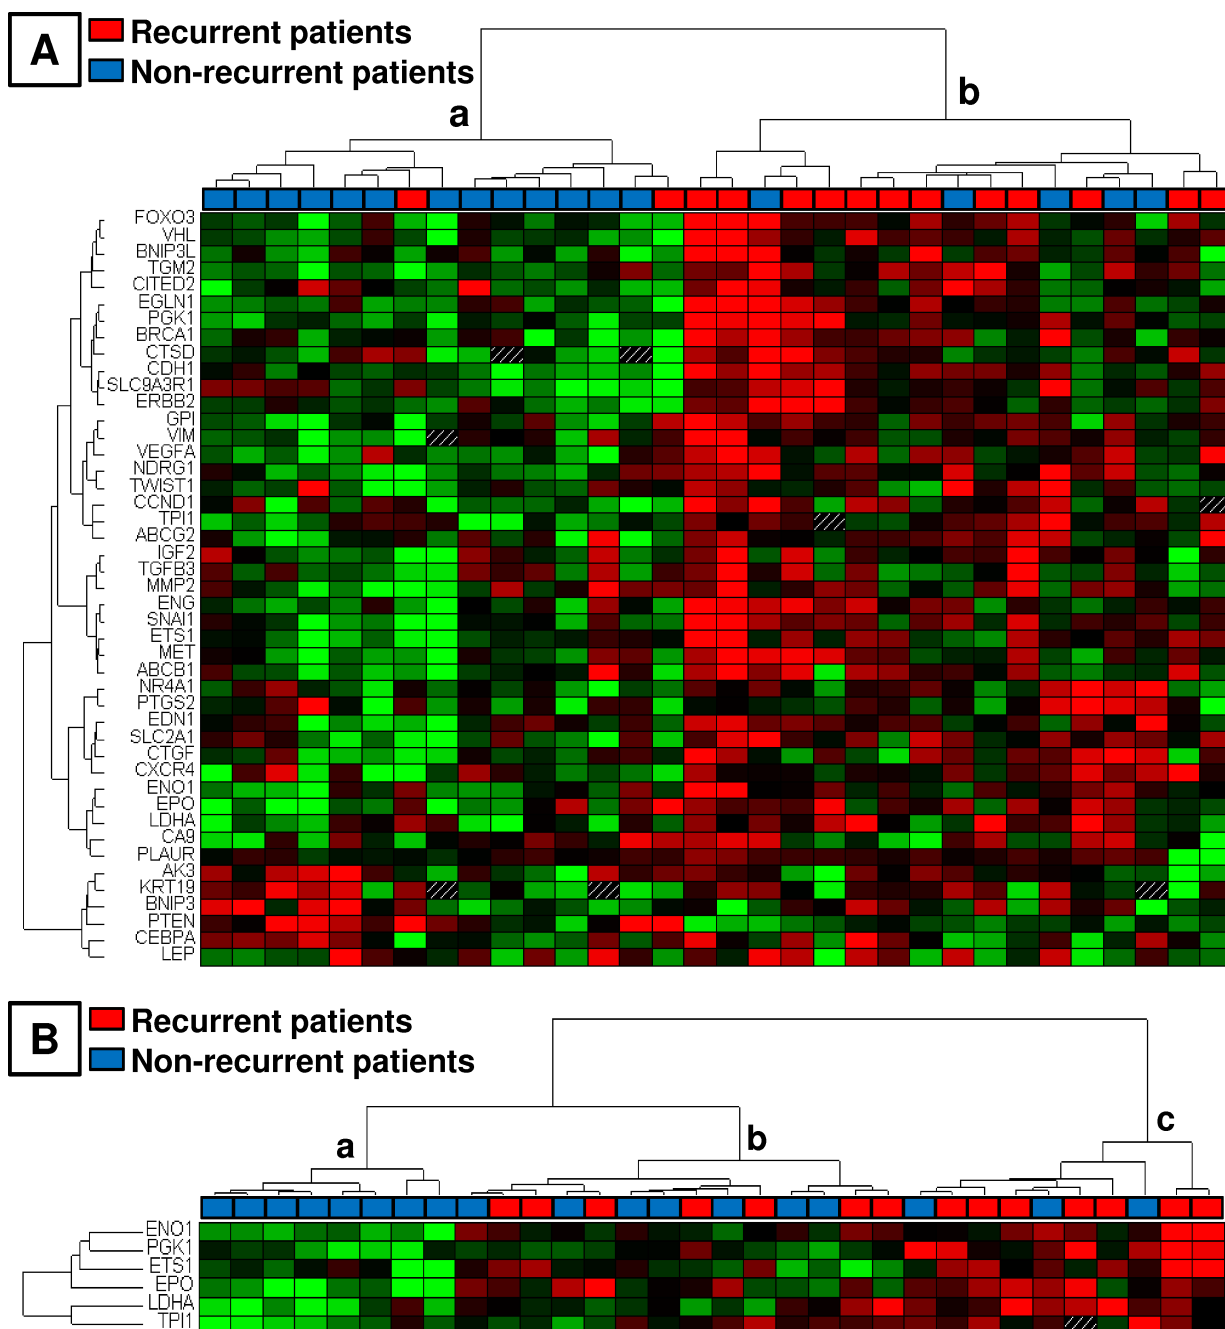 A
Recurrent patients
Non-recurrent patients
a
b
FOXO3
VHL
BNIP3L
TGM2
CITED2
EGLN1
PGK1
BRCA1
CTSD
CDH1
SLC9A3R1
ERBB2
GPI
VIM
VEGFA
NDRG1
TWIST1
CCND1
TPI1
ABCG2
IGF2
TGFB3
MMP2
ENG
SNAI1
ETS1
MET
ABCB1
NR4A1
PTGS2
EDN1
SLC2A1
CTGF
CXCR4
ENO1
EPO
LDHA
CA9
PLAUR
AK3
KRT19
BNIP3
PTEN
CEBPA
LEP
B
Recurrent patients
Non-recurrent patients
a
b
c
ENO1
PGK1
ETS1
EPO
LDHA
TPI1